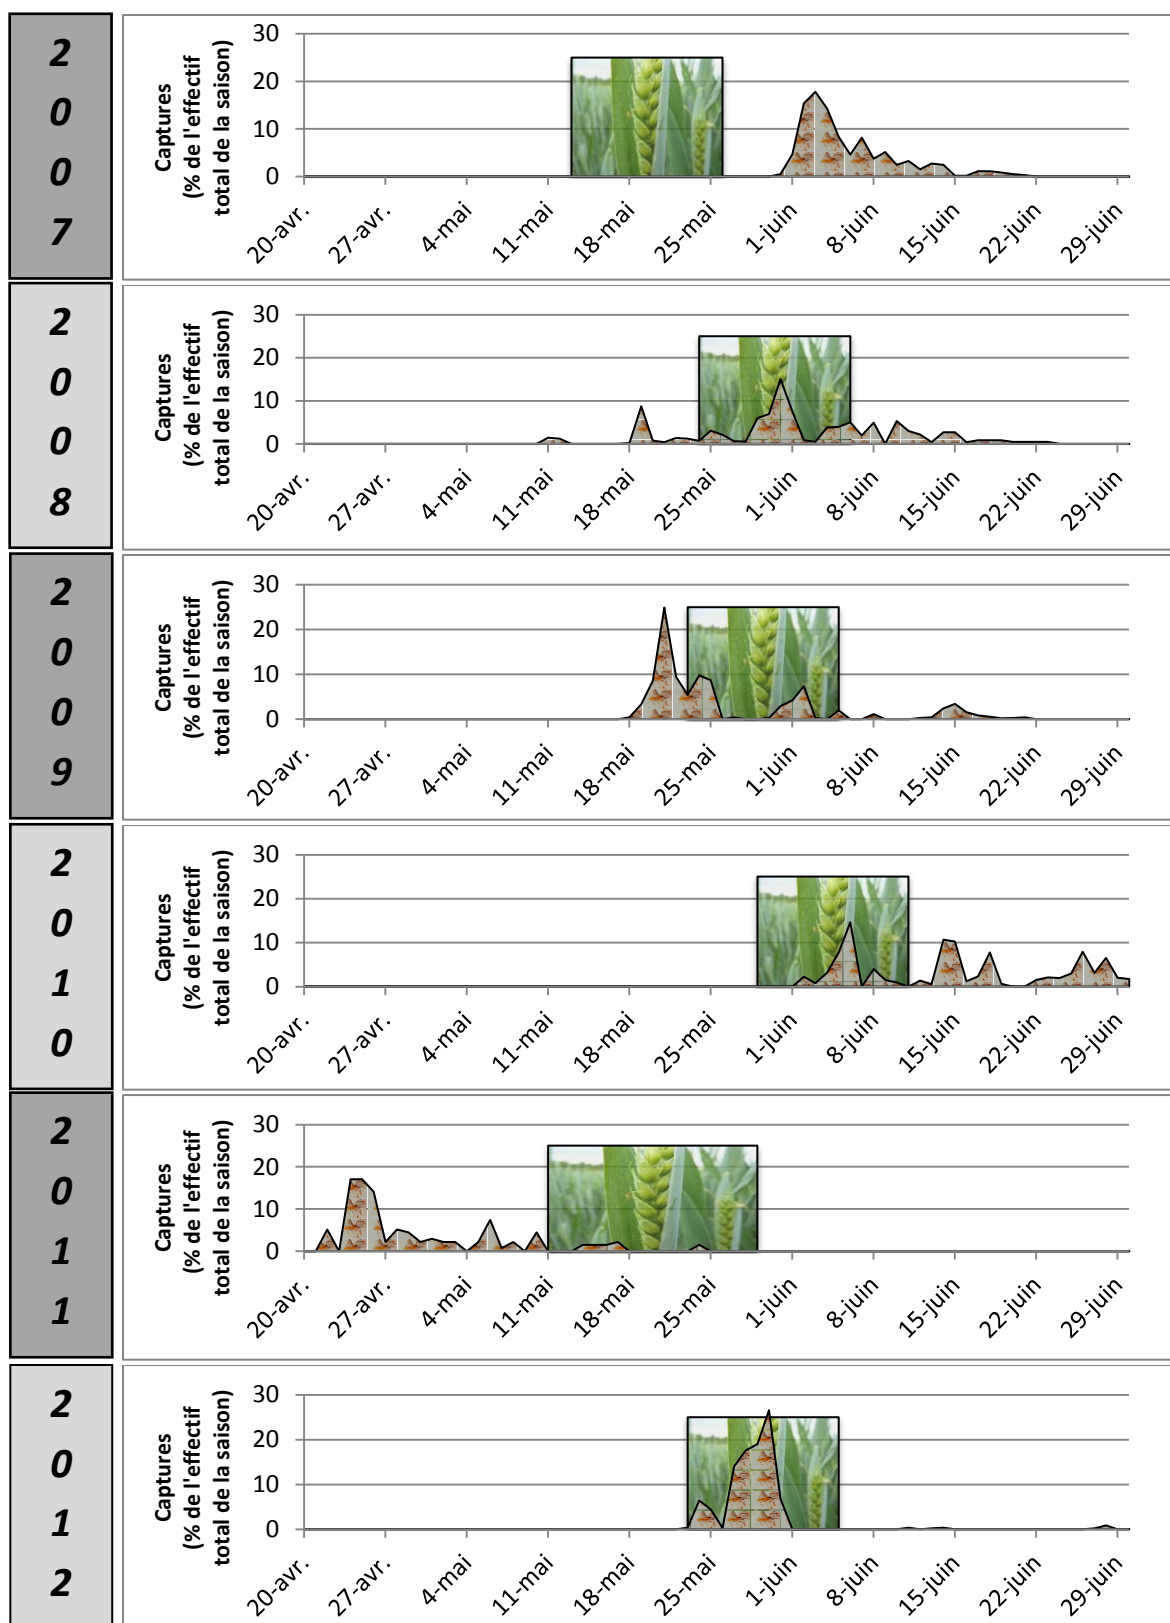 2
0
0
7
Captures
(% de l'effectif
total de la saison)
30
20
10
0
20-avr.
27-avr.
4-mai
11-mai
18-mai
25-mai
1-juin
8-juin
15-juin
22-juin
29-juin
2
0
0
8
Captures
(% de l'effectif
total de la saison)
30
20
10
0
20-avr.
27-avr.
4-mai
11-mai
18-mai
25-mai
1-juin
8-juin
15-juin
22-juin
29-juin
2
0
0
9
Captures
(% de l'effectif
total de la saison)
30
20
10
0
20-avr.
27-avr.
4-mai
11-mai
18-mai
25-mai
1-juin
8-juin
15-juin
22-juin
29-juin
2
0
1
0
Captures
(% de l'effectif
total de la saison)
30
20
10
0
20-avr.
27-avr.
4-mai
11-mai
18-mai
25-mai
1-juin
8-juin
15-juin
22-juin
29-juin
2
0
1
1
Captures
(% de l'effectif
total de la saison)
30
20
10
0
20-avr.
27-avr.
4-mai
11-mai
18-mai
25-mai
1-juin
8-juin
15-juin
22-juin
29-juin
2
0
1
2
Captures
(% de l'effectif
total de la saison)
30
20
10
0
20-avr.
27-avr.
4-mai
11-mai
18-mai
25-mai
1-juin
8-juin
15-juin
22-juin
29-juin